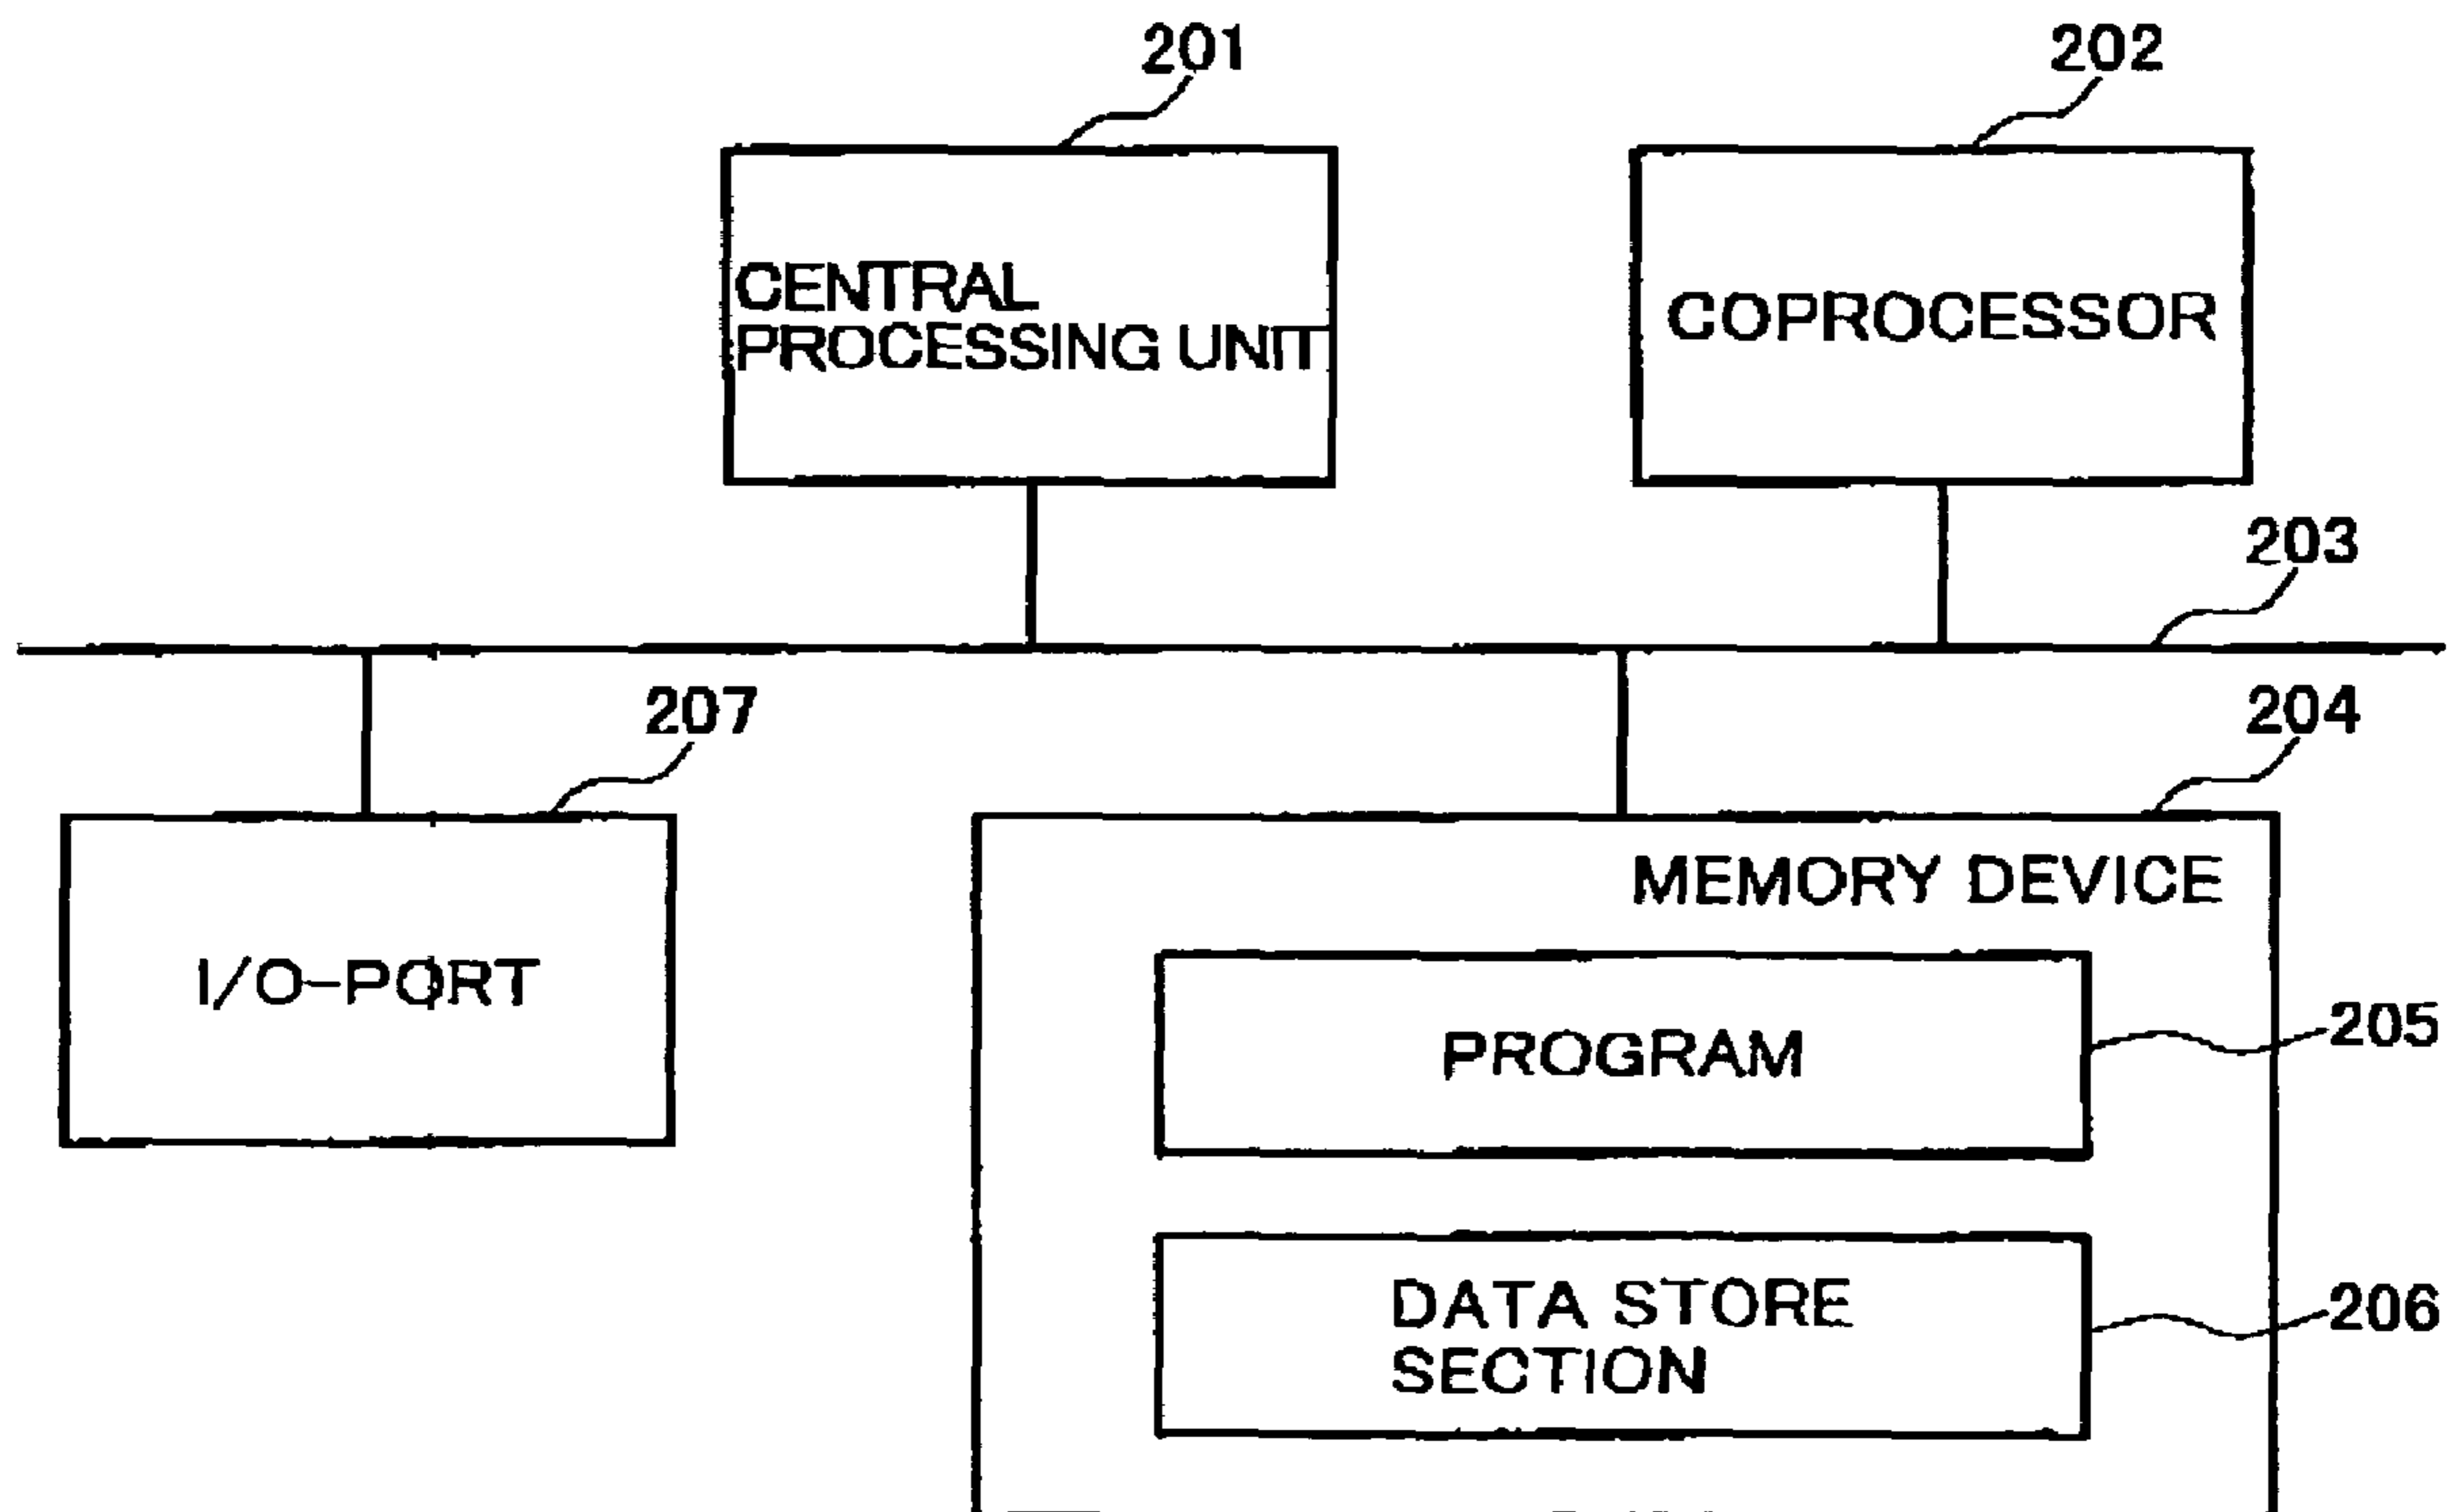 201
202
CENTRAL
PROCESSING UNIT
COPROCESSOR
203
207
204
MEMORY DEVICE
I/O-PORT
PROGRAM
205
DATA STORE
SECTION
206